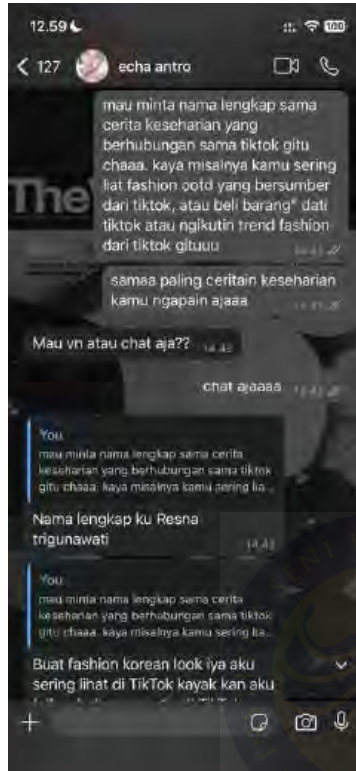 12.59
127
echa antro
mau minta nama lengkap sama
cerita keseharian yang
berhubungan sama tiktok gitu
chaaa. kaya misalnya kamu sering
liat fashion ootd yang bersumber
dari tiktok, atau beli barang" dati
tiktok atau ngikutin trend fashion
dari tiktok gituuu
samaa paling ceritain keseharian
kamu ngapain ajaaa
Mau vn atau chat aja??
14.42
chat ajaaaa
You
mau minta nama lengkap sama cerita
keseharian yang berhubungan sama tiktok
gitu chaaa. kaya misalnya kamu sering lia...
Nama lengkap ku Resna
trigunawati
14.43
You
mau minta nama lengkap sama cerita
keseharian yang berhubungan sama tiktok
gitu chaaa. kaya misalnya kamu sering lia...
Buat fashion korean look iya aku
sering lihat di TikTok kayak kan aku